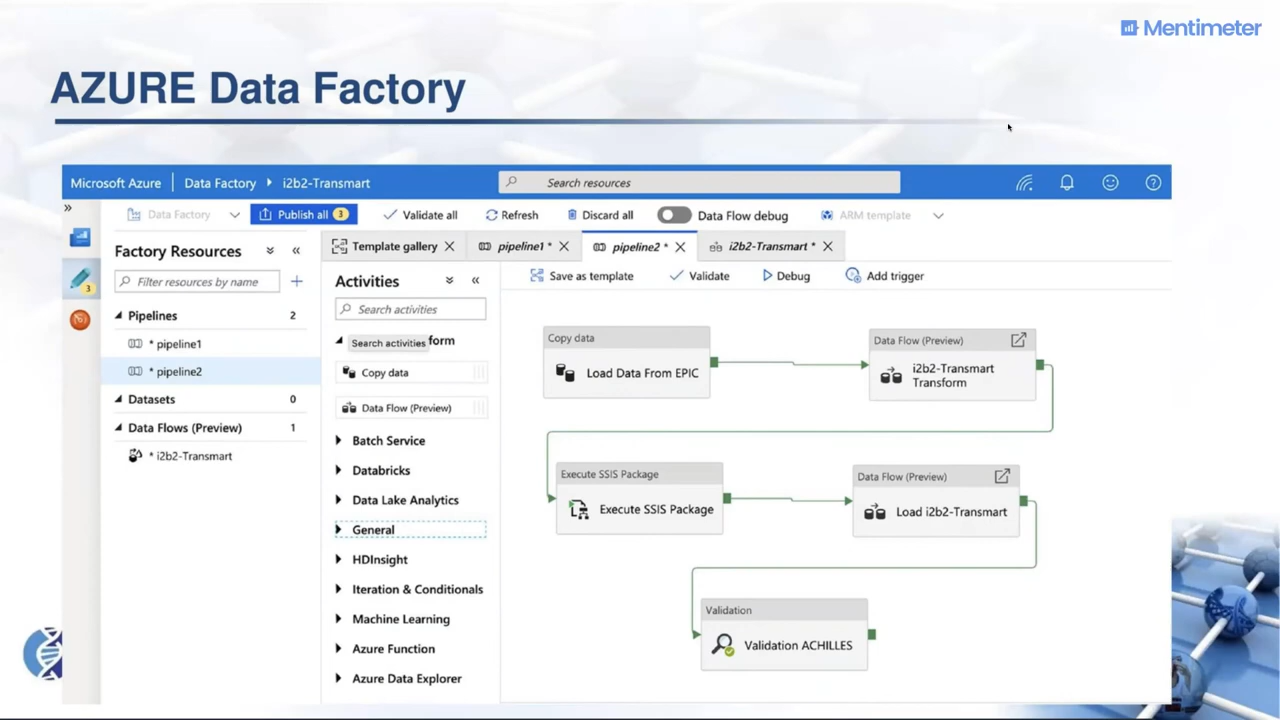 Mentimeter
AZURE Data Factory
Microsoft Azure
Data Factory
i2b2-Transmart
Search resources
Data Factory
Publish all 3
Validate all
Refresh
Discard all
Data Flow debug
ARM template
Factory Resources
Filter resources by name
Pipelines 2
* pipeline1
* pipeline2
Datasets 0
Data Flows (Preview) 1
* i2b2-Transmart
3
Template gallery
pipeline1 *
pipeline2 *
i2b2-Transmart *
Activities
Search activities
Search activities form
Copy data
Data Flow (Preview)
Batch Service
Databricks
Data Lake Analytics
General
HDInsight
Iteration & Conditionals
Machine Learning
Azure Function
Azure Data Explorer
Save as template
Validate
Debug
Add trigger
Copy data
Load Data From EPIC
Data Flow (Preview)
i2b2-Transmart
Transform
Execute SSIS Package
Execute SSIS Package
Data Flow (Preview)
Load i2b2-Transmart
Validation
Validation ACHILLES